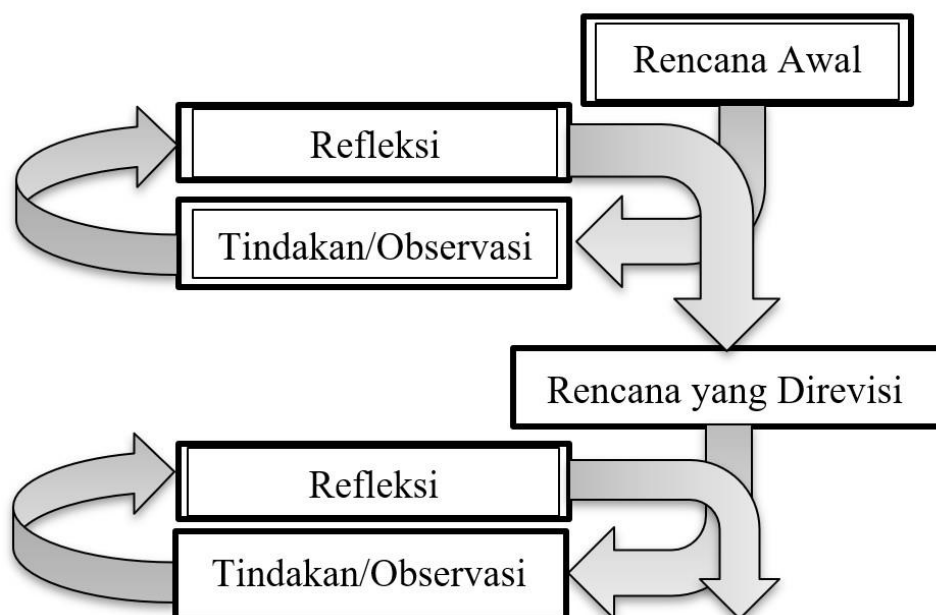 Rencana Awal
Refleksi
Tindakan/Observasi
Rencana yang Direvisi
Refleksi
Tindakan/Observasi